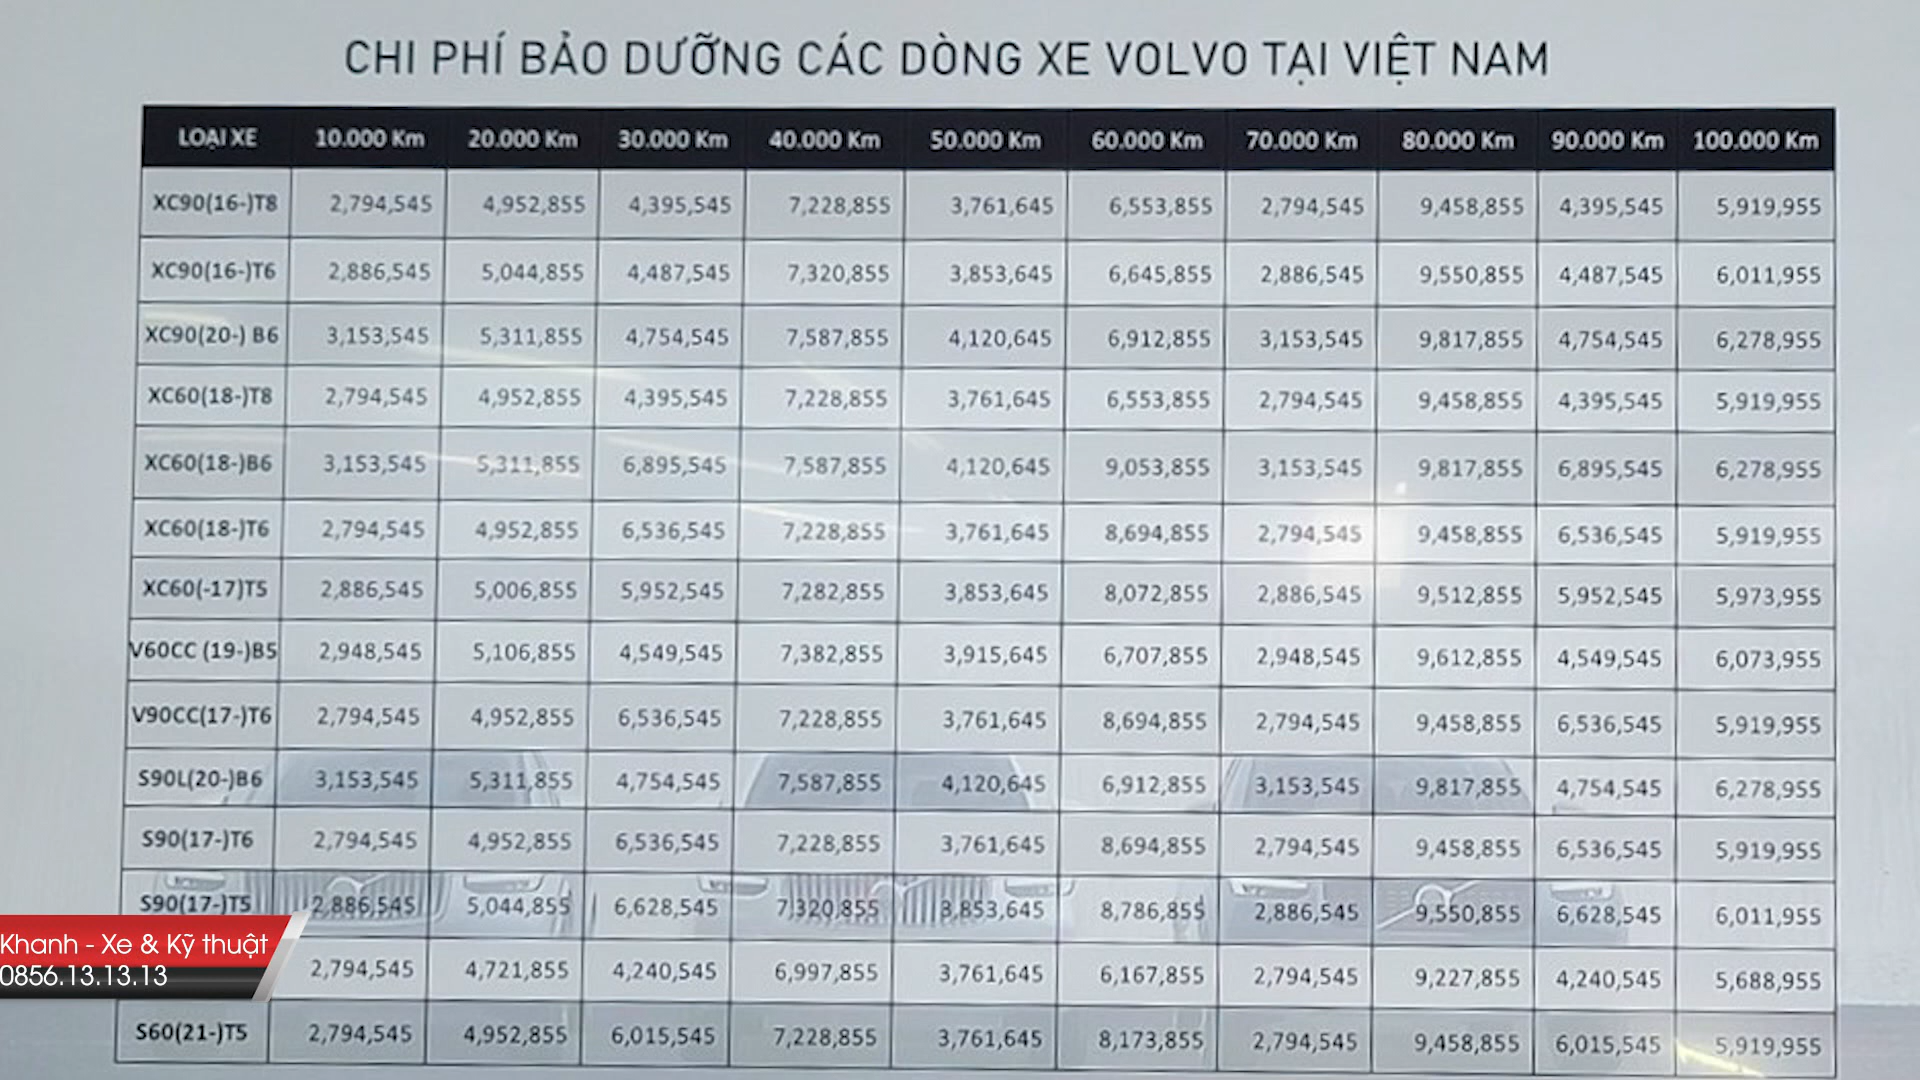 CHI PHÍ BẢO DƯỠNG CÁC DÒNG XE VOLVO TẠI VIỆT NAM
LOẠI XE 10.000 Km 20.000 Km 30.000 Km 40.000 Km 50.000 Km 60.000 Km 70.000 Km 80.000 Km 90.000 Km 100.000 Km
XC90(16-)T8 2,794,545 4,952,855 4,395,545 7,228,855 3,761,645 6,553,855 2,794,545 9,458,855 4,395,545 5,919,955
XC90(16-)T6 2,886,545 5,044,855 4,487,545 7,320,855 3,853,645 6,645,855 2,886,545 9,550,855 4,487,545 6,011,955
XC90(20-) B6 3,153,545 5,311,855 4,754,545 7,587,855 4,120,645 6,912,855 3,153,545 9,817,855 4,754,545 6,278,955
XC60(18-)T8 2,794,545 4,952,855 4,395,545 7,228,855 3,761,645 6,553,855 2,794,545 9,458,855 4,395,545 5,919,955
XC60(18-)B6 3,153,545 5,311,855 6,895,545 7,587,855 4,120,645 9,053,855 3,153,545 9,817,855 6,895,545 6,278,955
XC60(18-)T6 2,794,545 4,952,855 6,536,545 7,228,855 3,761,645 8,694,855 2,794,545 9,458,855 6,536,545 5,919,955
XC60(-17)T5 2,886,545 5,006,855 5,952,545 7,282,855 3,853,645 8,072,855 2,886,545 9,512,855 5,952,545 5,973,955
V60CC (19-)B5 2,948,545 5,106,855 4,549,545 7,382,855 3,915,645 6,707,855 2,948,545 9,612,855 4,549,545 6,073,955
V90CC(17-)T6 2,794,545 4,952,855 6,536,545 7,228,855 3,761,645 8,694,855 2,794,545 9,458,855 6,536,545 5,919,955
S90L(20-)B6 3,153,545 5,311,855 4,754,545 7,587,855 4,120,645 6,912,855 3,153,545 9,817,855 4,754,545 6,278,955
S90(17-)T6 2,794,545 4,952,855 6,536,545 7,228,855 3,761,645 8,694,855 2,794,545 9,458,855 6,536,545 5,919,955
S90(17-)T5 2,886,545 5,044,855 6,628,545 7,320,855 3,853,645 8,786,855 2,886,545 9,550,855 6,628,545 6,011,955
2,794,545 4,721,855 4,240,545 6,997,855 3,761,645 6,167,855 2,794,545 9,227,855 4,240,545 5,688,955
S60(21-)T5 2,794,545 4,952,855 6,015,545 7,228,855 3,761,645 8,173,855 2,794,545 9,458,855 6,015,545 5,919,955
Khanh - Xe & Kỹ thuật
0856.13.13.13